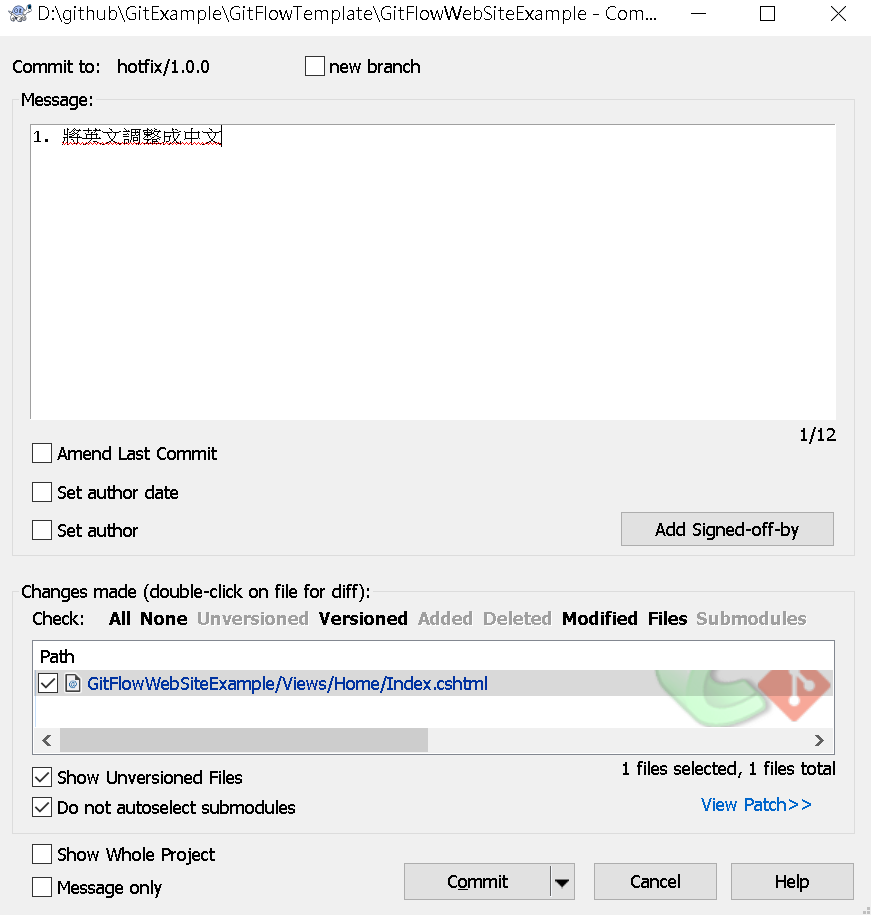 D:\github\GitExample\GitFlowTemplate\GitFlowWebSiteExample - Com...
Commit to: hotfix/1.0.0 new branch
Message:
1. 將英文調整成中文
1/12
Amend Last Commit
Set author date
Set author
Add Signed-off-by
Changes made (double-click on file for diff):
Check: All None Unversioned Versioned Added Deleted Modified Files Submodules
Path
GitFlowWebSiteExample/Views/Home/Index.cshtml
Show Unversioned Files
1 files selected, 1 files total
Do not autoselect submodules
View Patch>>
Show Whole Project
Message only
Commit
Cancel
Help